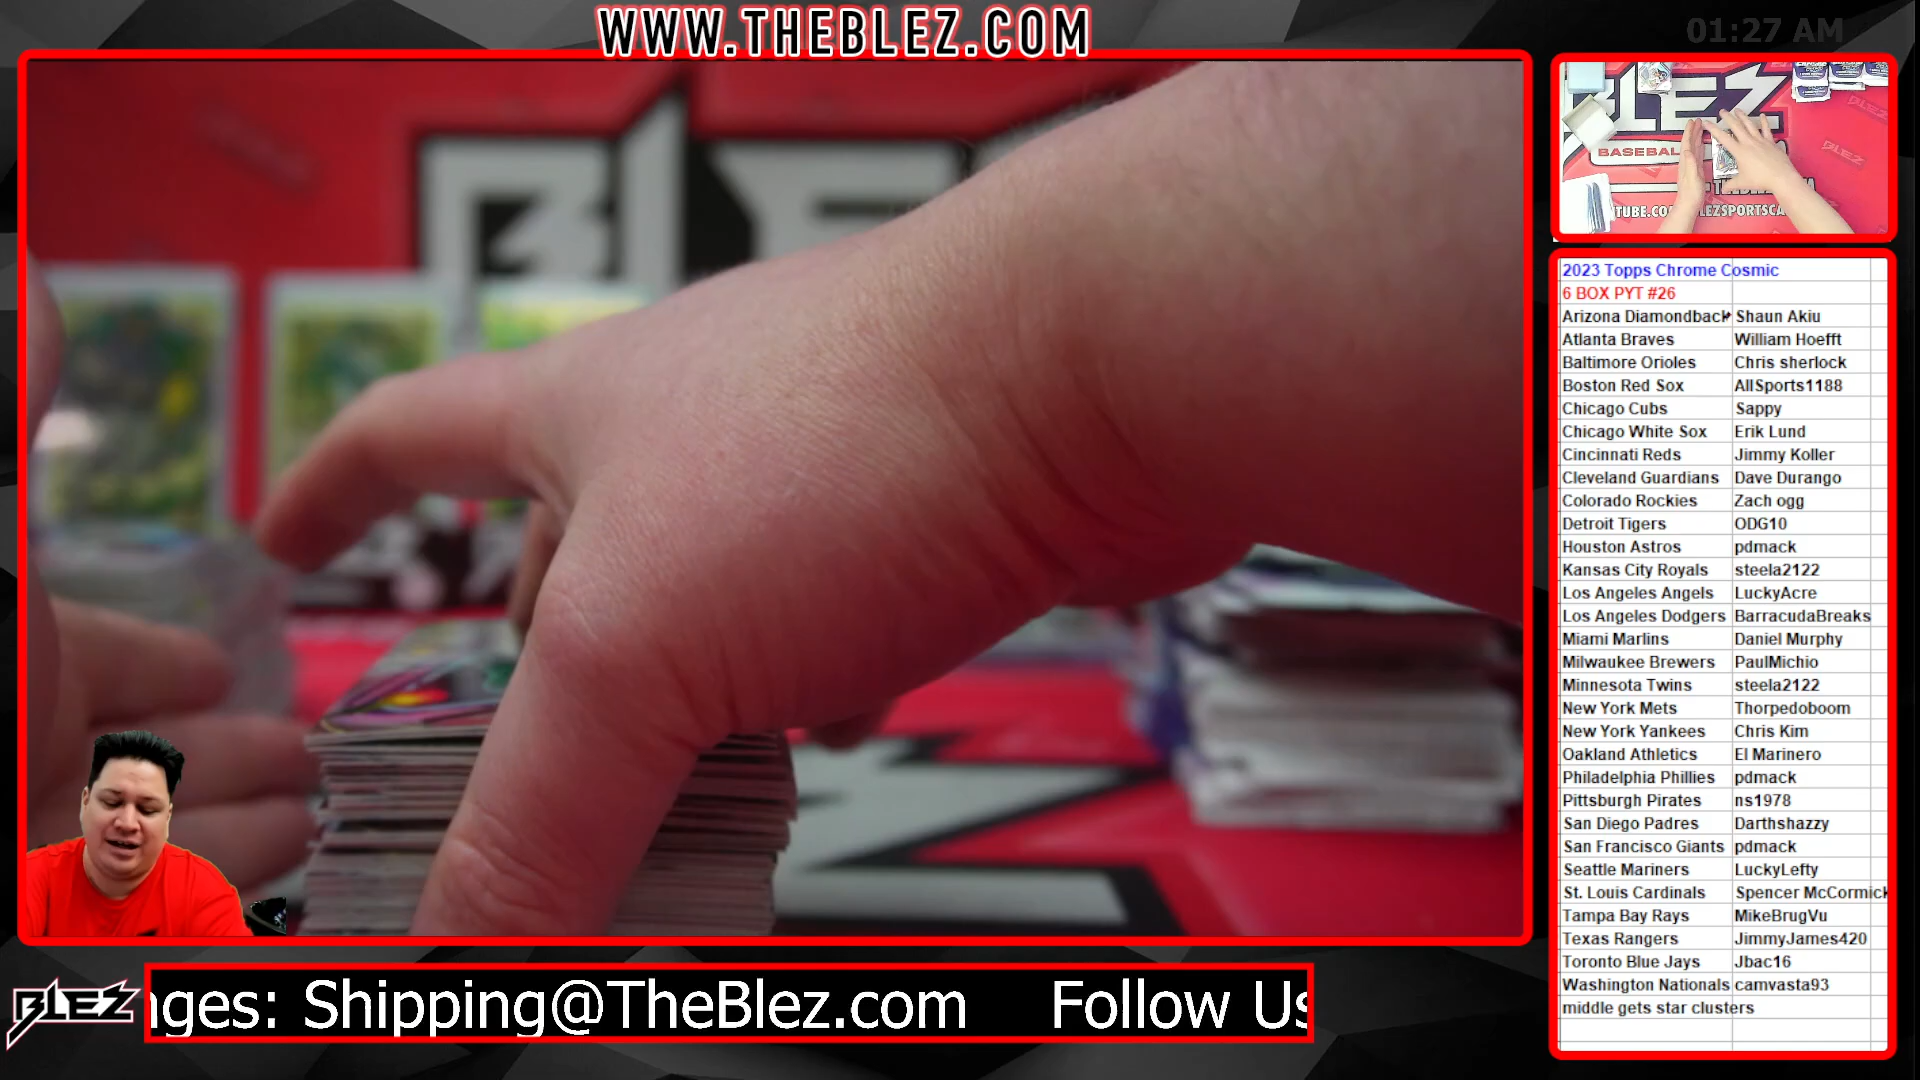 WWW.THEBLEZ.COM
01:27 AM
BLEZ
BASEBAL
2023 Topps Chrome Cosmic
6 BOX PYT #26
Arizona Diamondback Shaun Akiu
Atlanta Braves William Hoefft
Baltimore Orioles Chris sherlock
Boston Red Sox AllSports1188
Chicago Cubs Sappy
Chicago White Sox Erik Lund
Cincinnati Reds Jimmy Koller
Cleveland Guardians Dave Durango
Colorado Rockies Zach ogg
Detroit Tigers ODG10
Houston Astros pdmack
Kansas City Royals steela2122
Los Angeles Angels LuckyAcre
Los Angeles Dodgers BarracudaBreaks
Miami Marlins Daniel Murphy
Milwaukee Brewers PaulMichio
Minnesota Twins steela2122
New York Mets Thorpedoboom
New York Yankees Chris Kim
Oakland Athletics El Marinero
Philadelphia Phillies pdmack
Pittsburgh Pirates ns1978
San Diego Padres Darthshazzy
San Francisco Giants pdmack
Seattle Mariners LuckyLefty
St. Louis Cardinals Spencer McCormick
Tampa Bay Rays MikeBrugVu
Texas Rangers JimmyJames420
Toronto Blue Jays Jbac16
Washington Nationals camvasta93
middle gets star clusters
BLEZ
nges: Shipping@TheBlez.com Follow Us